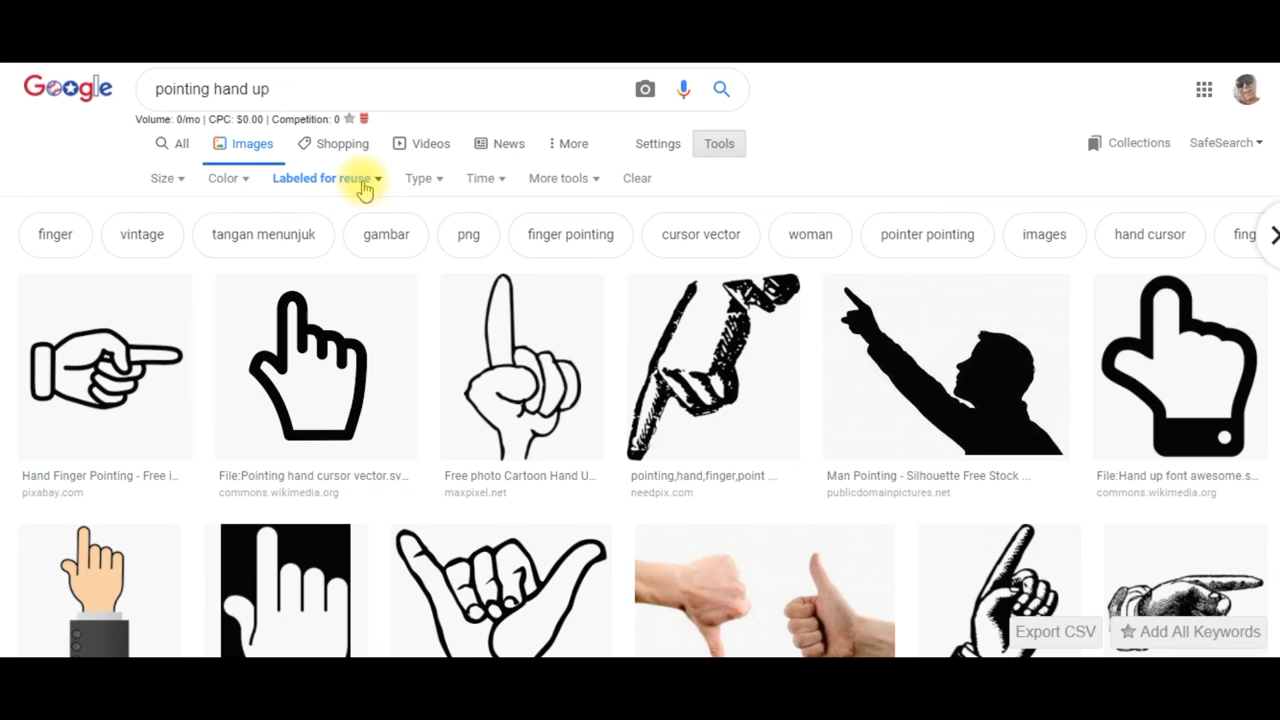 Google
pointing hand up
Volume: 0/mo | CPC: $0.00 | Competition: 0
All Images Shopping Videos News More Settings Tools Collections SafeSearch
Size Color Labeled for reuse Type Time More tools Clear
finger vintage tangan menunjuk gambar png finger pointing cursor vector woman pointer pointing images hand cursor fing
Hand Finger Pointing - Free i... File:Pointing hand cursor vector.sv... Free photo Cartoon Hand U... pointing,hand,finger,point ... Man Pointing - Silhouette Free Stock ... File:Hand up font awesome.s...
pixabay.com commons.wikimedia.org maxpixel.net needpix.com publicdomainpictures.net commons.wikimedia.org
Export CSV Add All Keywords